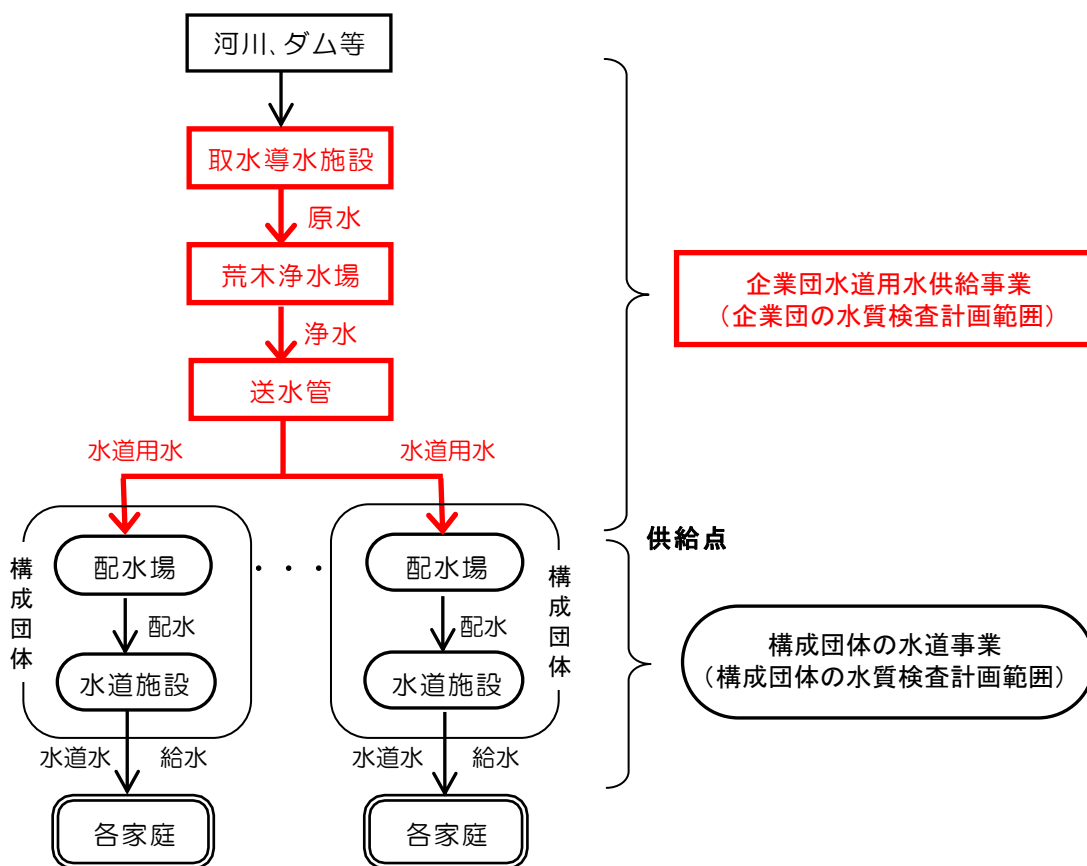 河川、ダム等
取水導水施設
原水
荒木浄水場
企業団水道用水供給事業
（企業団の水質検査計画範囲）
浄水
送水管
水道用水
水道用水
供給点
構成団体
配水場
・・・
配水場
構成団体
配水
配水
水道施設
水道施設
構成団体の水道事業
（構成団体の水質検査計画範囲）
水道水
給水
水道水
給水
各家庭
各家庭